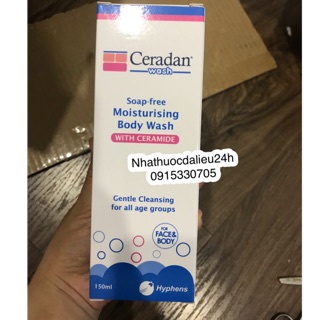 Ceradan®
wash
Soap-free
Moisturising
Body Wash
WITH CERAMIDE
Nhathuocdalieu24h
0915330705
Gentle Cleansing
for all age groups
FOR
FACE&
BODY
150ml
Hyphens